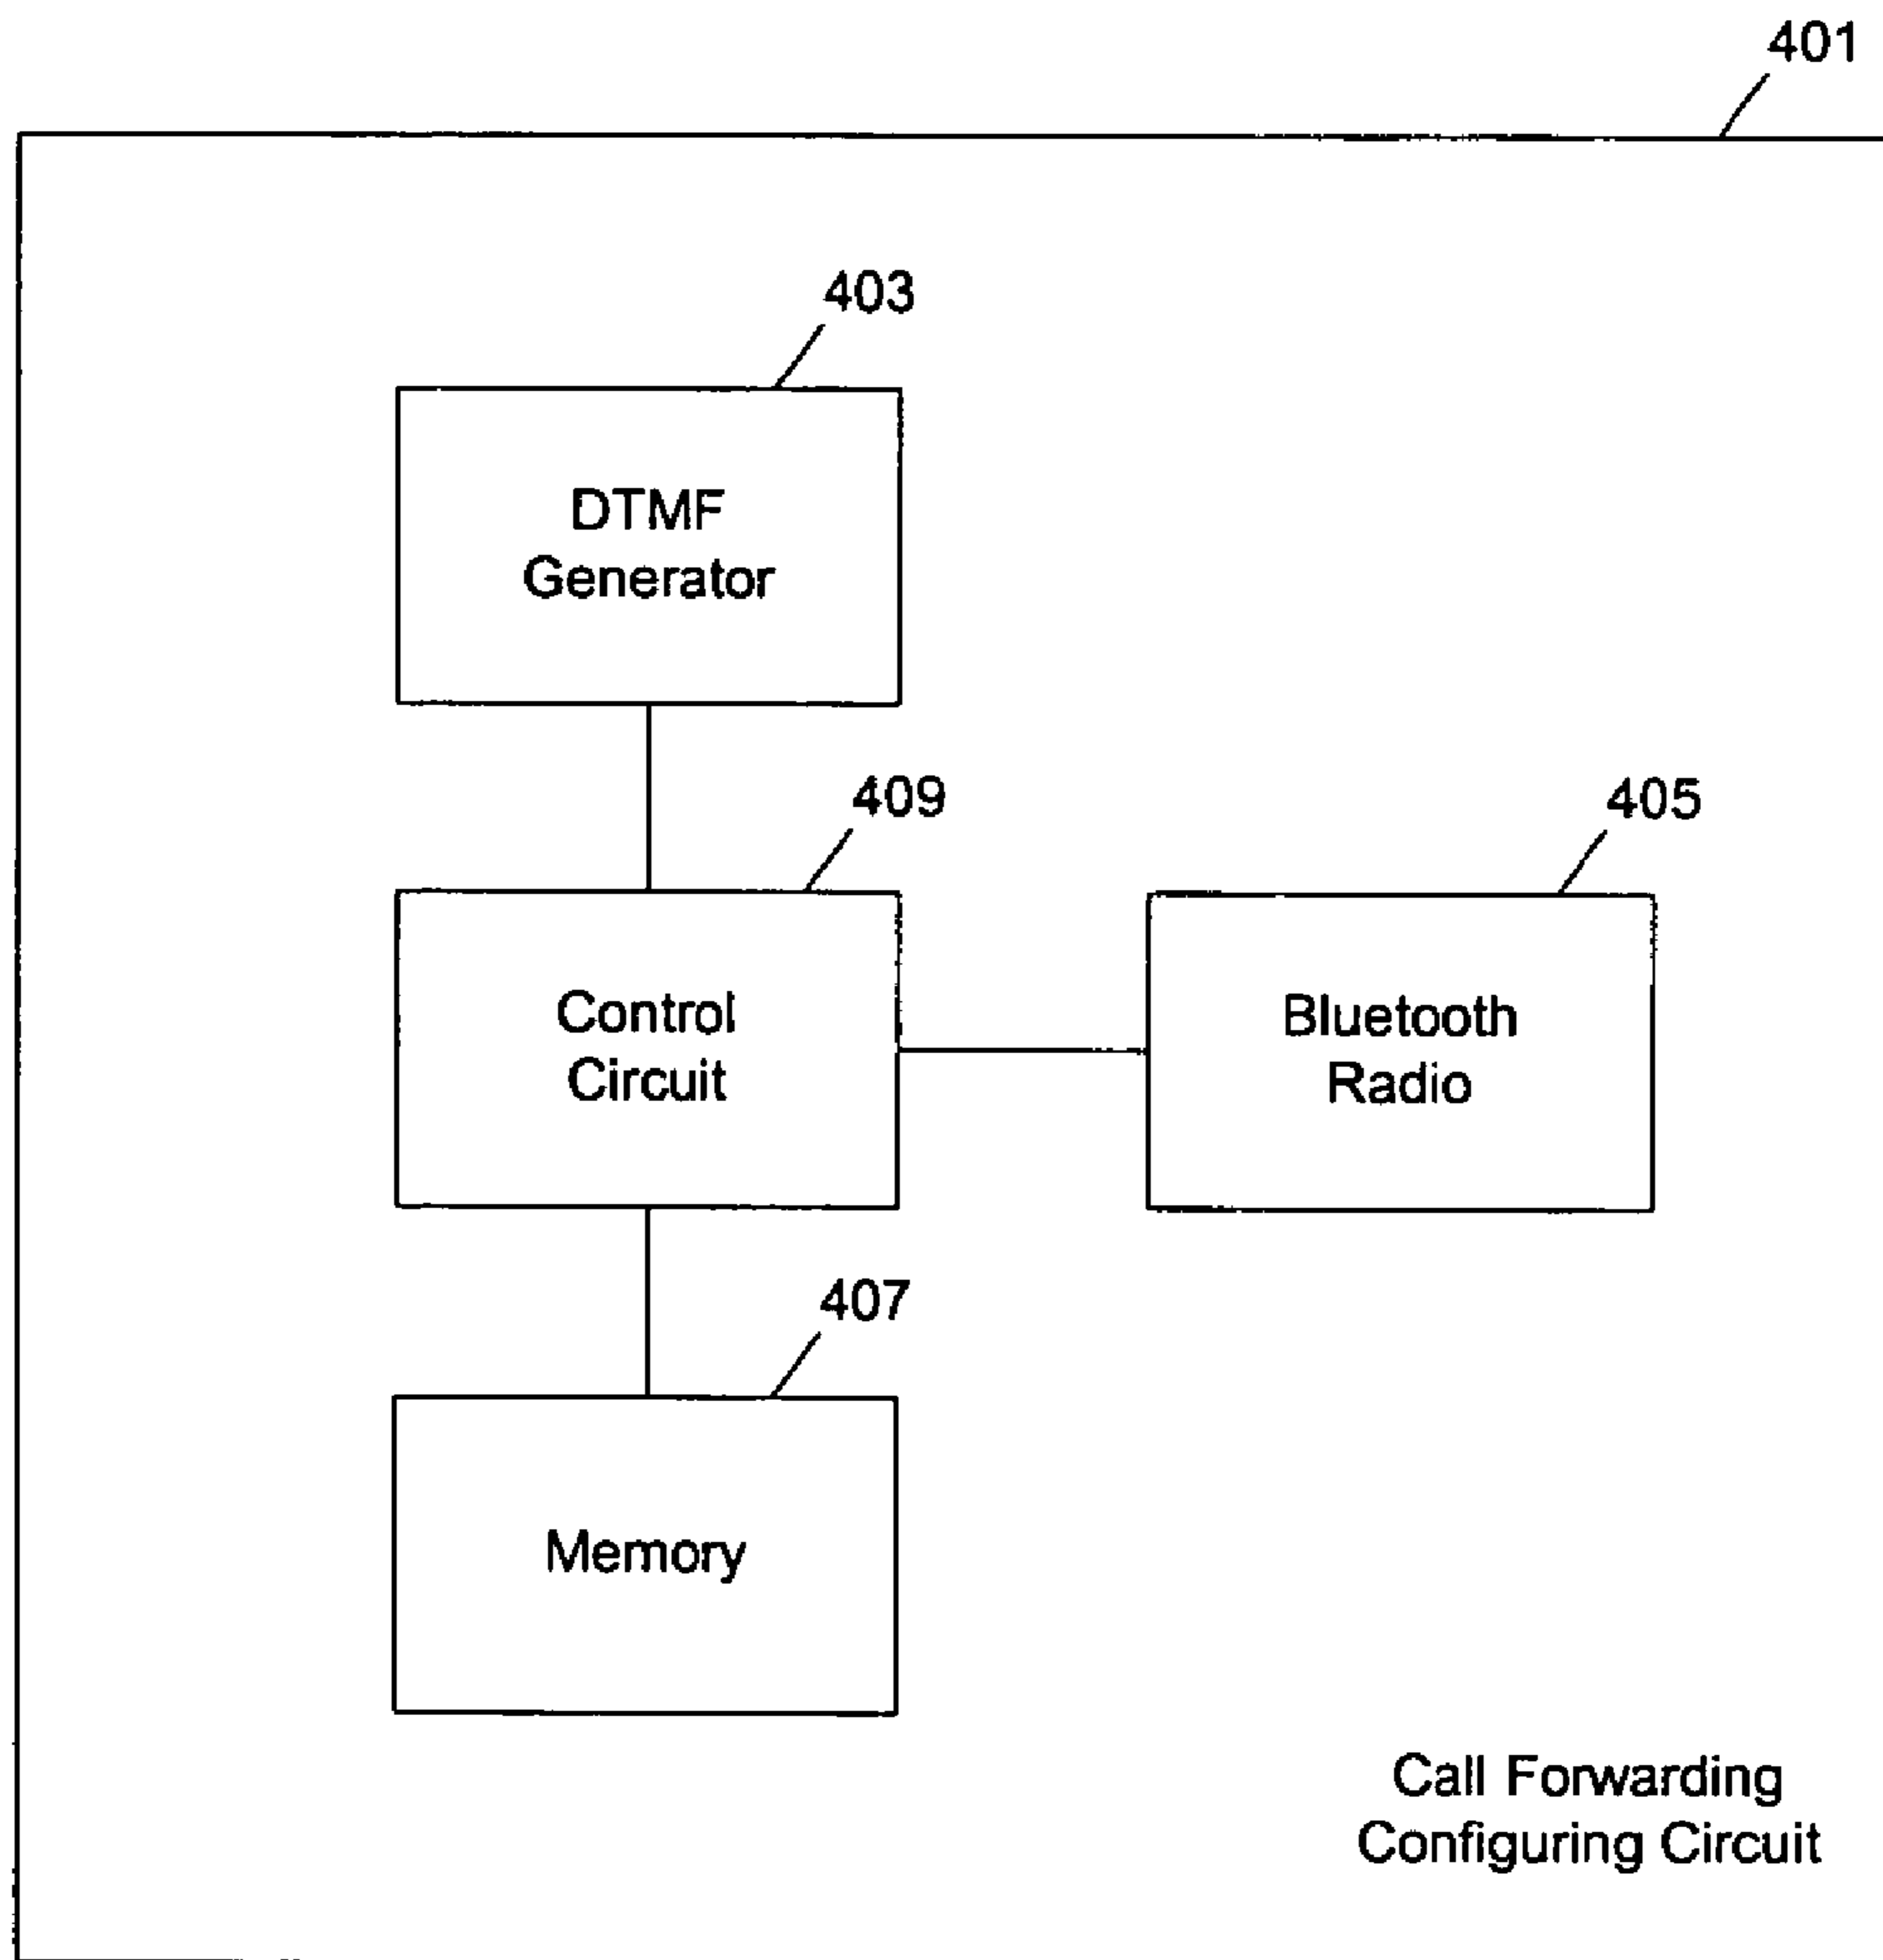 401
403
DTMF
Generator
409
405
Control
Circuit
Bluetooth
Radio
407
Memory
Call Forwarding
Configuring Circuit